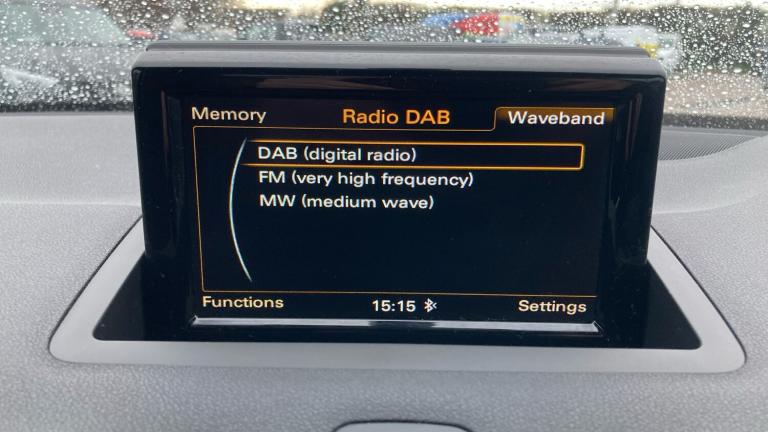 Memory Radio DAB Waveband
DAB (digital radio)
FM (very high frequency)
MW (medium wave)
Functions 15:15 Settings